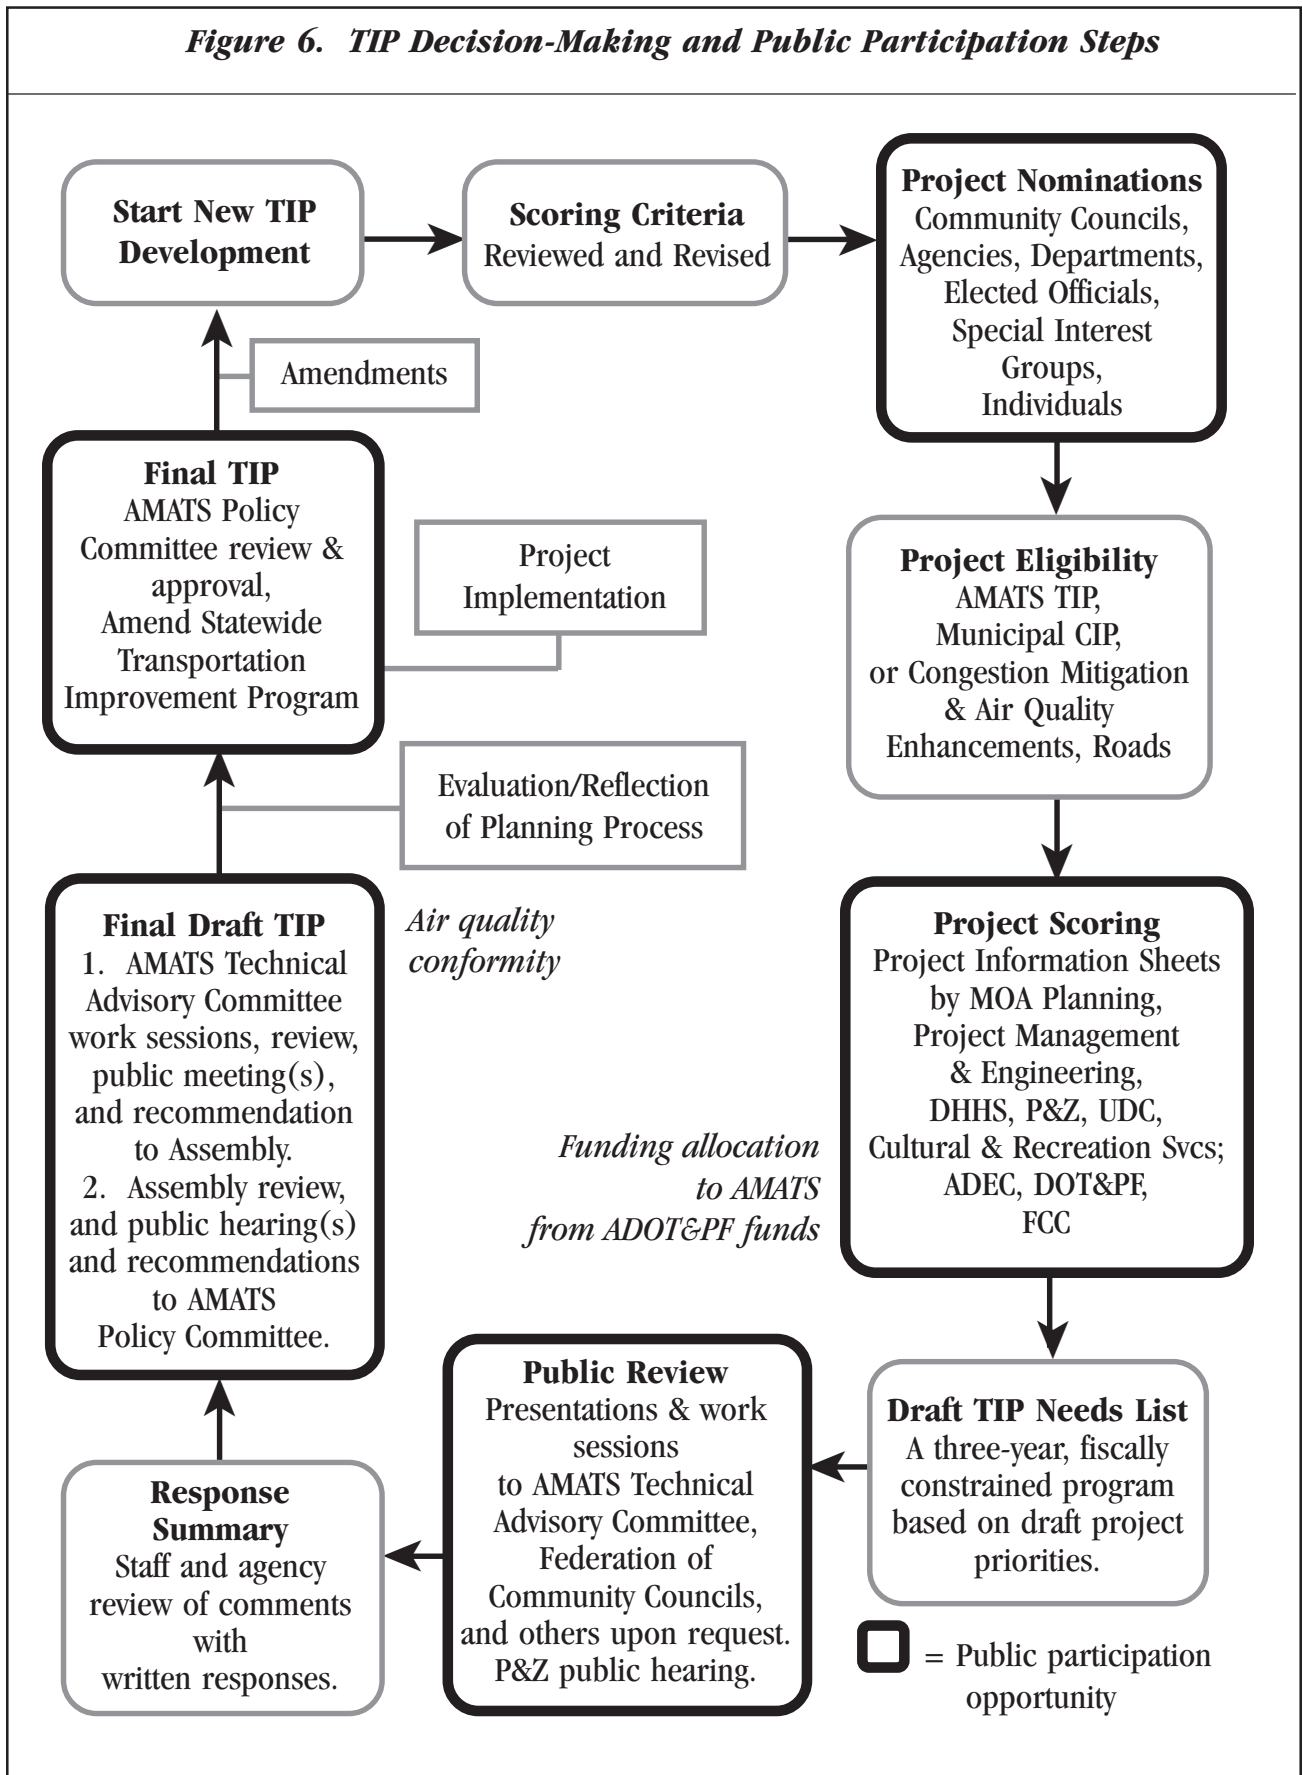 Figure 6. TIP Decision-Making and Public Participation Steps
Start New TIP
Development
Scoring Criteria
Reviewed and Revised
Project Nominations
Community Councils,
Agencies, Departments,
Elected Officials,
Special Interest
Groups,
Individuals
Project Eligibility
AMATS TIP,
Municipal CIP,
or Congestion Mitigation
& Air Quality
Enhancements, Roads
Project Scoring
Project Information Sheets
by MOA Planning,
Project Management
& Engineering,
DHHS, P&Z, UDC,
Cultural & Recreation Svcs;
ADEC, DOT&PF,
FCC
Funding allocation
to AMATS
from ADOT&PF funds
Draft TIP Needs List
A three-year, fiscally
constrained program
based on draft project
priorities.
Public Review
Presentations & work
sessions
to AMATS Technical
Advisory Committee,
Federation of
Community Councils,
and others upon request.
P&Z public hearing.
Response
Summary
Staff and agency
review of comments
with
written responses.
Final Draft TIP
1. AMATS Technical
Advisory Committee
work sessions, review,
public meeting(s),
and recommendation
to Assembly.
2. Assembly review,
and public hearing(s)
and recommendations
to AMATS
Policy Committee.
Air quality
conformity
Evaluation/Reflection
of Planning Process
Final TIP
AMATS Policy
Committee review &
approval,
Amend Statewide
Transportation
Improvement Program
Project
Implementation
Amendments
= Public participation
opportunity